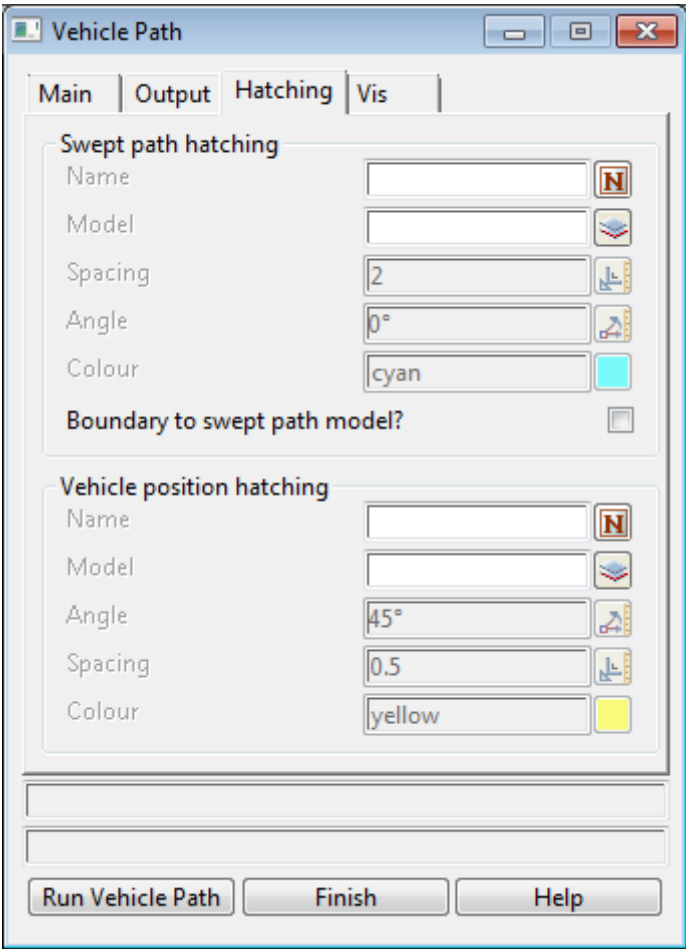 Vehicle Path
Main Output Hatching Vis
Swept path hatching
Name N
Model
Spacing 2
Angle 0°
Colour cyan
Boundary to swept path model?
Vehicle position hatching
Name N
Model
Angle 45°
Spacing 0.5
Colour yellow
Run Vehicle Path Finish Help